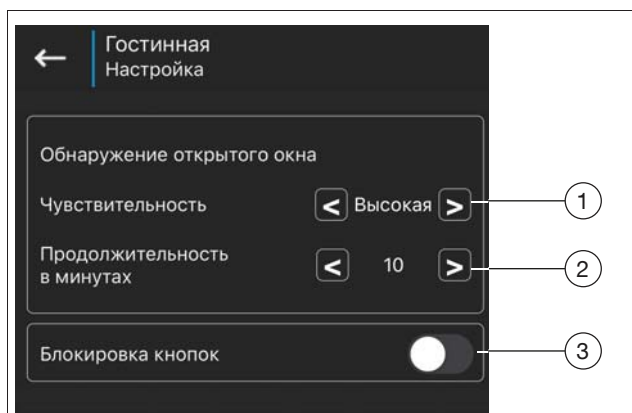 Гостинная
Настройка
Обнаружение открытого окна
Чувствительность < Высокая > 1
Продолжительность
в минутах < 10 > 2
Блокировка кнопок 3